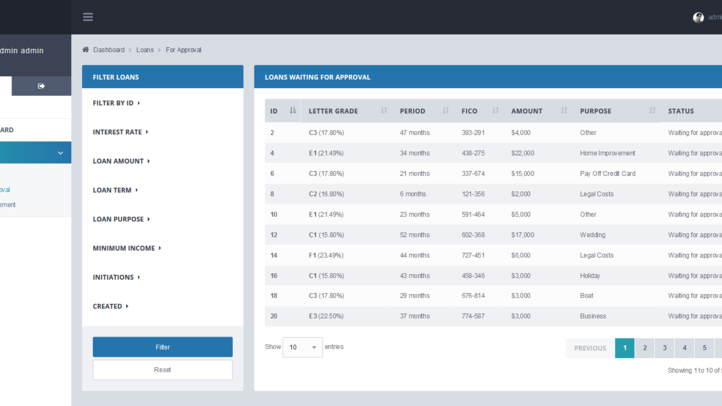 admi
dmin admin
ARD
oval
ement
Dashboard > Loans > For Approval
FILTER LOANS
FILTER BY ID
INTEREST RATE
LOAN AMOUNT
LOAN TERM
LOAN PURPOSE
MINIMUM INCOME
INITIATIONS
CREATED
Filter
Reset
LOANS WAITING FOR APPROVAL
ID LETTER GRADE PERIOD FICO AMOUNT PURPOSE STATUS
2 C3 (17.80%) 47 months 393-291 $4,000 Other Waiting for approva
4 E1 (21.49%) 34 months 438-275 $22,000 Home Improvement Waiting for approva
6 C3 (17.80%) 21 months 337-674 $15,000 Pay Off Credit Card Waiting for approva
8 C2 (16.80%) 6 months 121-356 $2,000 Legal Costs Waiting for approva
10 E1 (21.49%) 23 months 591-464 $5,000 Other Waiting for approva
12 C1 (15.80%) 52 months 602-368 $17,000 Wedding Waiting for approva
14 F1 (23.49%) 44 months 727-451 $6,000 Legal Costs Waiting for approva
16 C1 (15.80%) 43 months 458-346 $3,000 Holiday Waiting for approva
18 C3 (17.80%) 29 months 676-814 $3,000 Boat Waiting for approva
20 E3 (22.50%) 37 months 774-587 $3,000 Business Waiting for approva
Show 10 entries
PREVIOUS 1 2 3 4 5
Showing 1 to 10 of